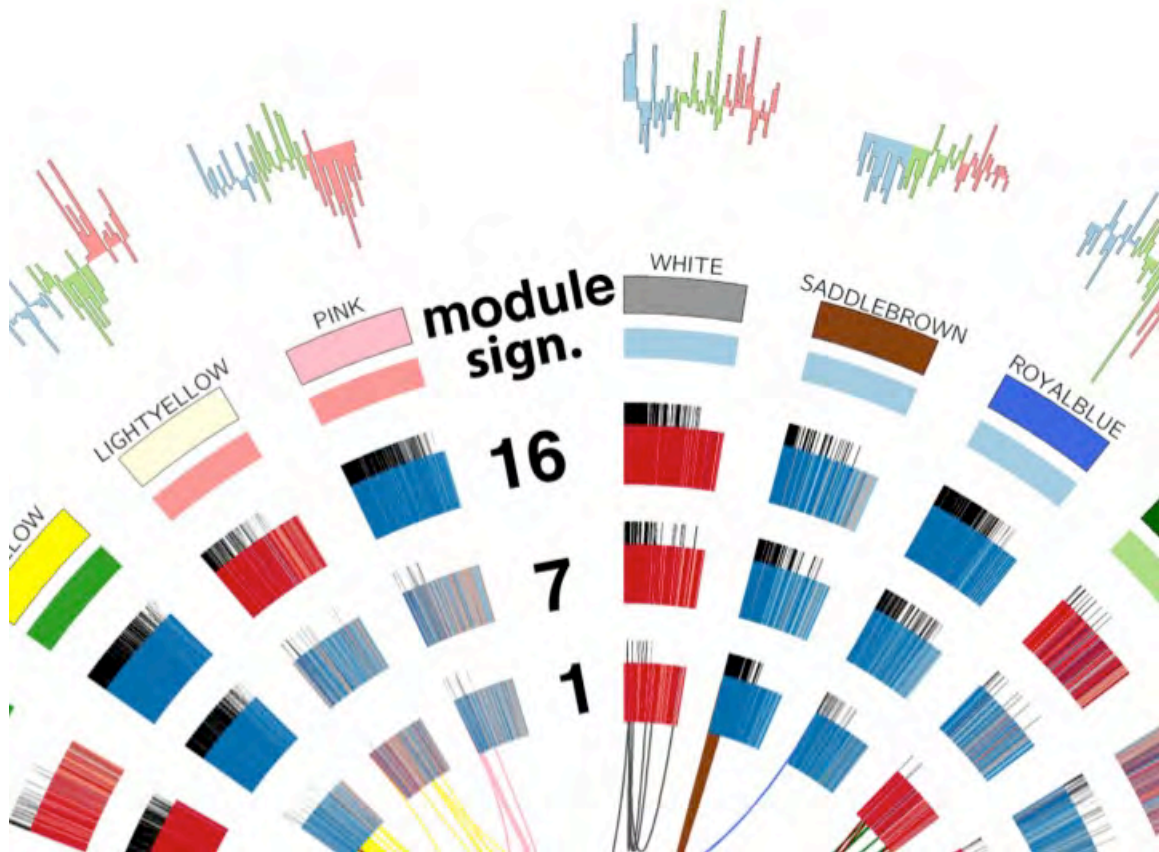 WHITE
module
sign.
PINK
SADDLEBROWN
LIGHTYELLOW
ROYALBLUE
16
7
1